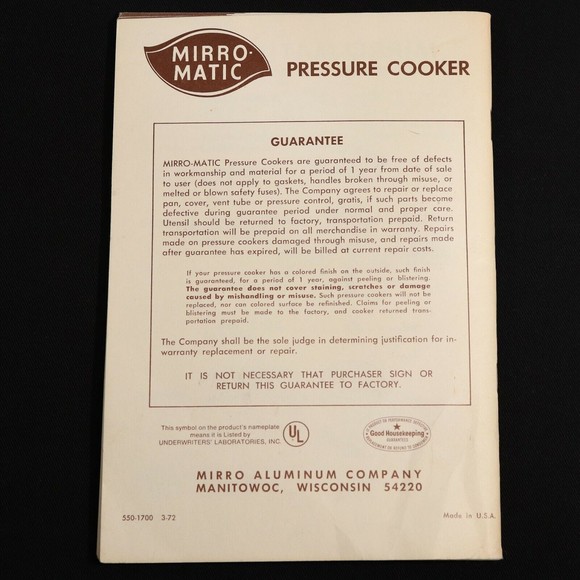 MIRRO-
MATIC
PRESSURE COOKER
GUARANTEE
MIRRO-MATIC Pressure Cookers are guaranteed to be free of defects
in workmanship and material for a period of 1 year from date of sale
to user (does not apply to gaskets, handles broken through misuse, or
melted or blown safety fuses). The Company agrees to repair or replace
pan, cover, vent tube or pressure control, gratis, if such parts become
defective during guarantee period under normal and proper care.
Utensil should be returned to factory, transportation prepaid. Return
transportation will be prepaid on all merchandise in warranty. Repairs
made on pressure cookers damaged through misuse, and repairs made
after guarantee has expired, will be billed at current repair costs.
If your pressure cooker has a colored finish on the outside, such finish
is guaranteed, for a period of 1 year, against peeling or blistering.
The guarantee does not cover staining, scratches or damage
caused by mishandling or misuse. Such pressure cookers will not be
replaced, nor can colored surface be refinished. Claims for peeling or
blistering must be made to the factory, and cooker returned trans-
portation prepaid.
The Company shall be the sole judge in determining justification for in-
warranty replacement or repair.
IT IS NOT NECESSARY THAT PURCHASER SIGN OR
RETURN THIS GUARANTEE TO FACTORY.
This symbol on the product's nameplate
means it is Listed by
UNDERWRITERS' LABORATORIES, INC.
UL
Good Housekeeping
GUARANTEES
MIRRO ALUMINUM COMPANY
MANITOWOC, WISCONSIN 54220
550-1700 3-72
Made in U.S.A.